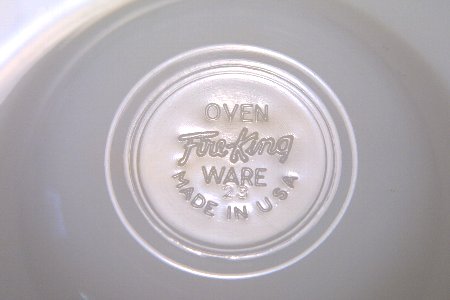 OVEN
Fire-King
WARE
23
MADE IN U.S.A